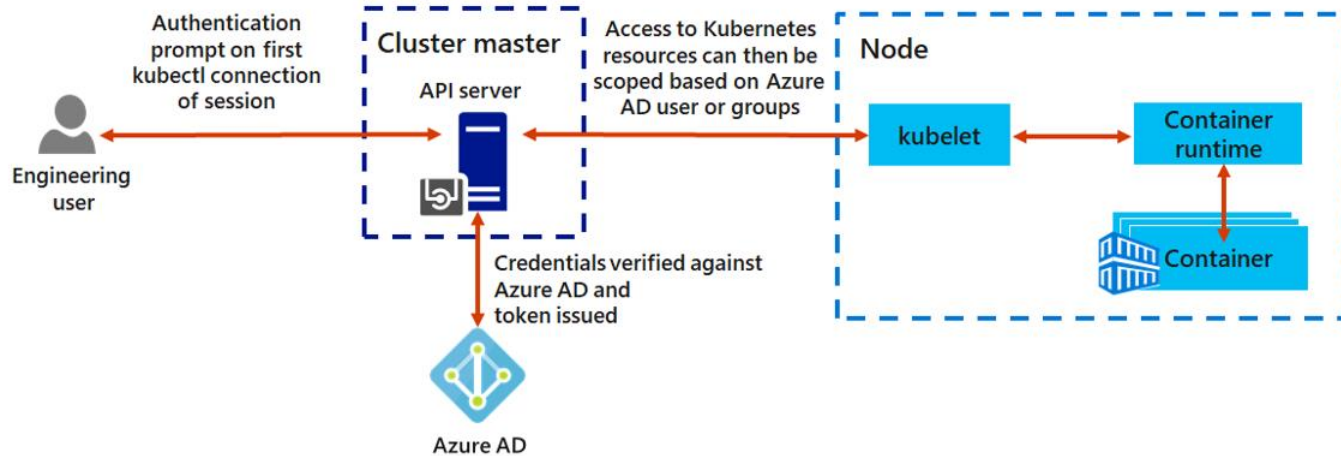 Authentication
prompt on first
kubectl connection
of session
Engineering
user
Cluster master
API server
Access to Kubernetes
resources can then be
scoped based on Azure
AD user or groups
Node
kubelet
Container
runtime
Container
Credentials verified against
Azure AD and
token issued
Azure AD